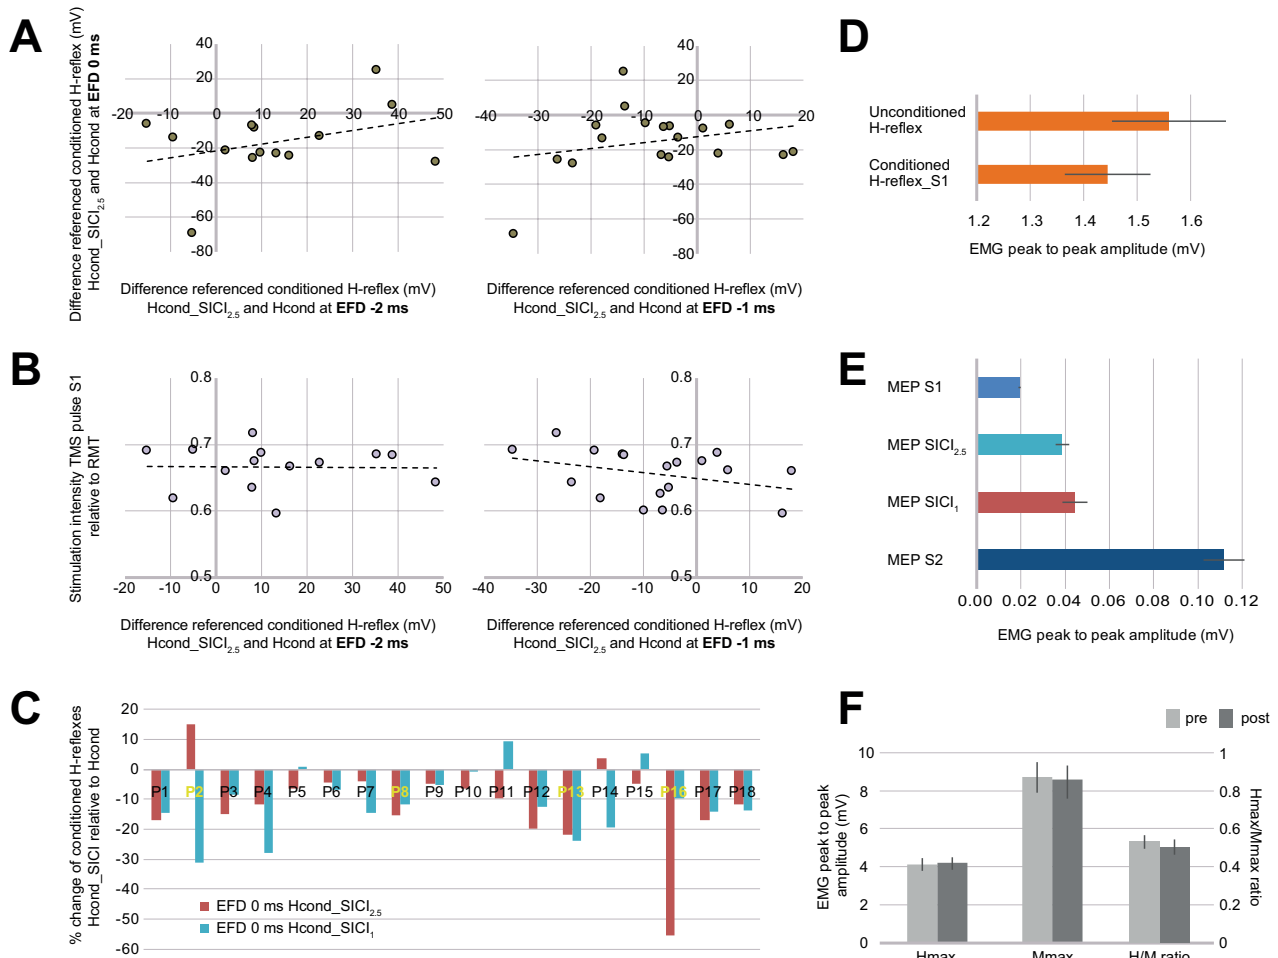 A
Difference referenced conditioned H-reflex (mV)
Hcond_SICI2.5 and Hcond at EFD 0 ms
40
20
0
-20
-40
-60
-80
-20 -10 0 10 20 30 40 50
Difference referenced conditioned H-reflex (mV)
Hcond_SICI2.5 and Hcond at EFD -2 ms
40
20
0
-20
-40
-60
-80
-40 -30 -20 -10 0 10 20
Difference referenced conditioned H-reflex (mV)
Hcond_SICI2.5 and Hcond at EFD -1 ms
B
Stimulation intensity TMS pulse S1
relative to RMT
0.8
0.7
0.6
0.5
-20 -10 0 10 20 30 40 50
Difference referenced conditioned H-reflex (mV)
Hcond_SICI2.5 and Hcond at EFD -2 ms
0.8
0.7
0.6
0.5
-40 -30 -20 -10 0 10 20
Difference referenced conditioned H-reflex (mV)
Hcond_SICI2.5 and Hcond at EFD -1 ms
C
% change of conditioned H-reflexes
Hcond_SICI relative to Hcond
20
10
0
-10
-20
-30
-40
-50
-60
P1 P2 P3 P4 P5 P6 P7 P8 P9 P10 P11 P12 P13 P14 P15 P16 P17 P18
EFD 0 ms Hcond_SICI2.5
EFD 0 ms Hcond_SICI1
D
Unconditioned
H-reflex
Conditioned
H-reflex_S1
1.2 1.3 1.4 1.5 1.6
EMG peak to peak amplitude (mV)
E
MEP S1
MEP SICI2.5
MEP SICI1
MEP S2
0.00 0.02 0.04 0.06 0.08 0.10 0.12
EMG peak to peak amplitude (mV)
F
pre post
EMG peak to peak
amplitude (mV)
10
8
6
4
2
0
1
0.8
0.6
0.4
0.2
0
Hmax/Mmax ratio
Hmax Mmax H/M ratio